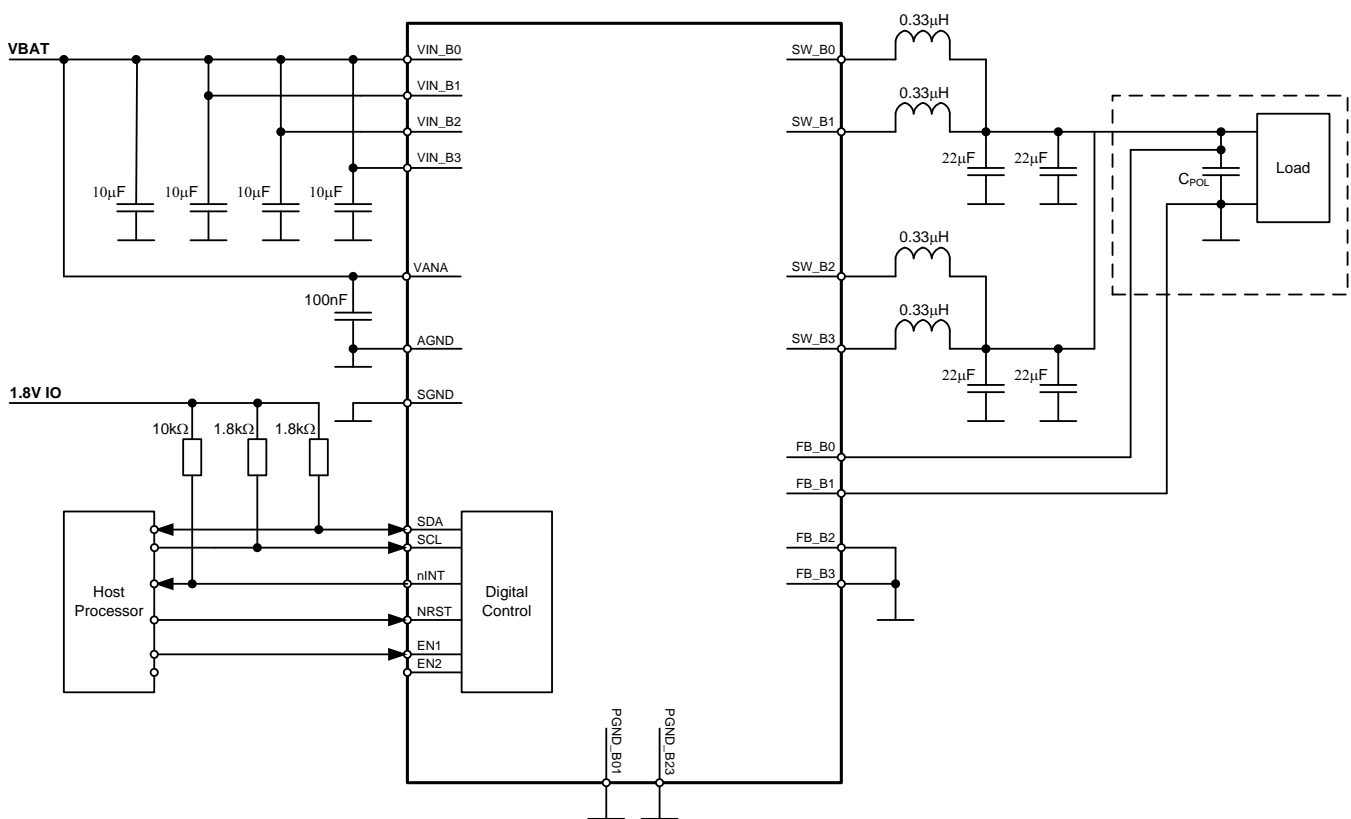 VBAT
VIN_B0
VIN_B1
VIN_B2
VIN_B3
10μF
10μF
10μF
10μF
VANA
100nF
AGND
SGND
1.8V IO
10kΩ
1.8kΩ
1.8kΩ
Host
Processor
SDA
SCL
nINT
NRST
EN1
EN2
Digital
Control
PGND_B01
PGND_B23
0.33μH
SW_B0
0.33μH
SW_B1
22μF
22μF
CPOL
Load
0.33μH
SW_B2
0.33μH
SW_B3
22μF
22μF
FB_B0
FB_B1
FB_B2
FB_B3